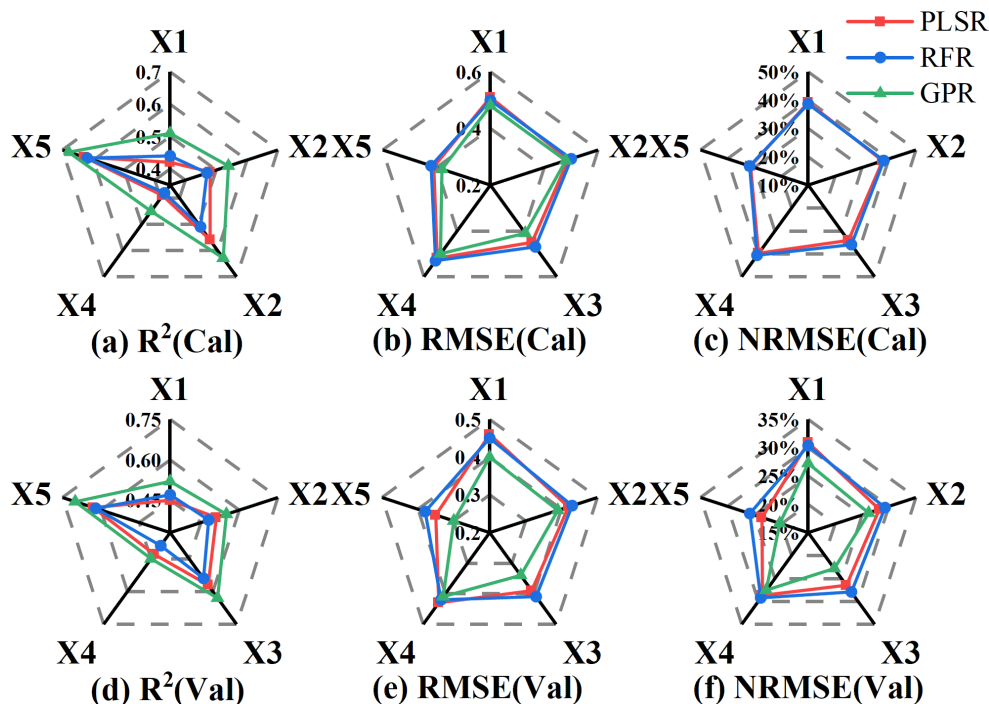 PLSR
RFR
GPR
X1
0.7
0.6
0.5
0.4
X5
X2
X4
X2
(a) R²(Cal)
X1
0.6
0.4
0.2
X5
X2
X4
X3
(b) RMSE(Cal)
X1
50%
40%
30%
20%
10%
X5
X2
X4
X3
(c) NRMSE(Cal)
X1
0.75
0.60
0.45
X5
X2
X4
X3
(d) R²(Val)
X1
0.5
0.4
0.3
0.2
X5
X2
X4
X3
(e) RMSE(Val)
X1
35%
30%
25%
15%
X5
X2
X4
X3
(f) NRMSE(Val)